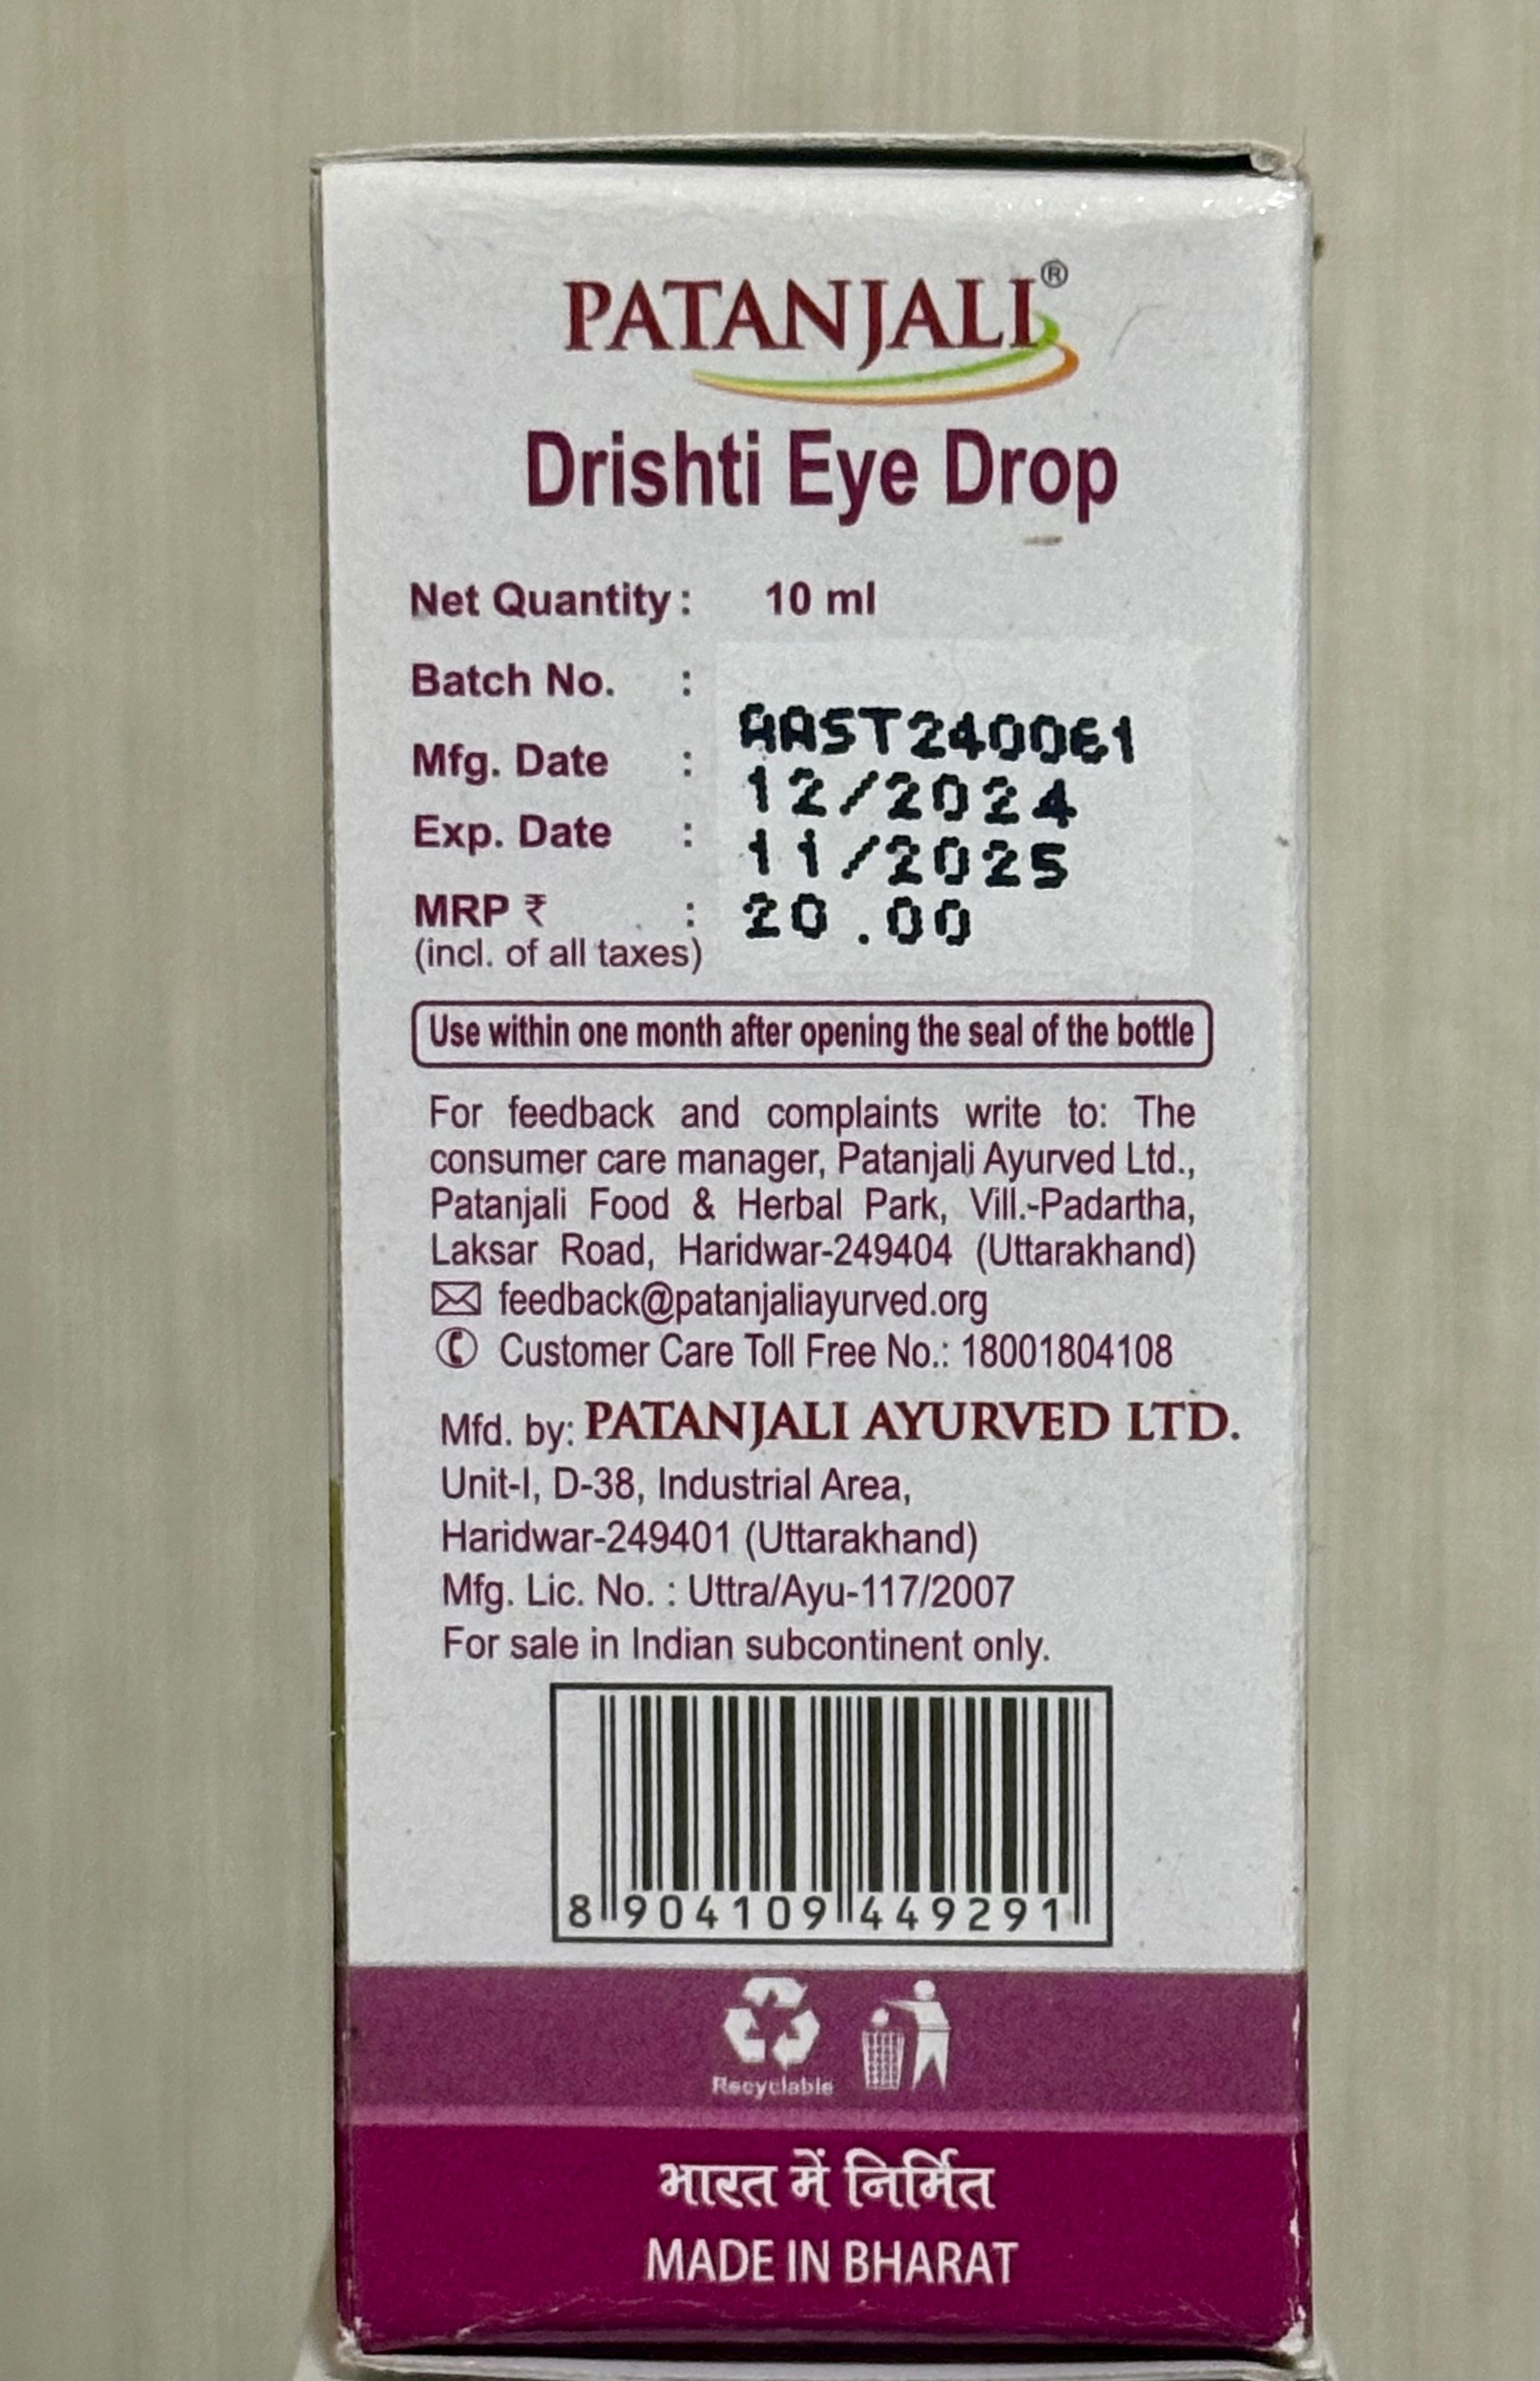 PATANJALI®
Drishti Eye Drop
Net Quantity : 10 ml
Batch No. : AAST240061
Mfg. Date : 12/2024
Exp. Date : 11/2025
MRP ₹ : 20.00
(incl. of all taxes)
Use within one month after opening the seal of the bottle
For feedback and complaints write to: The
consumer care manager, Patanjali Ayurved Ltd.,
Patanjali Food & Herbal Park, Vill.-Padartha,
Laksar Road, Haridwar-249404 (Uttarakhand)
feedback@patanjaliayurved.org
Customer Care Toll Free No.: 18001804108
Mfd. by: PATANJALI AYURVED LTD.
Unit-I, D-38, Industrial Area,
Haridwar-249401 (Uttarakhand)
Mfg. Lic. No. : Uttra/Ayu-117/2007
For sale in Indian subcontinent only.
8 904109 449291
Recyclable
भारत में निर्मित
MADE IN BHARAT